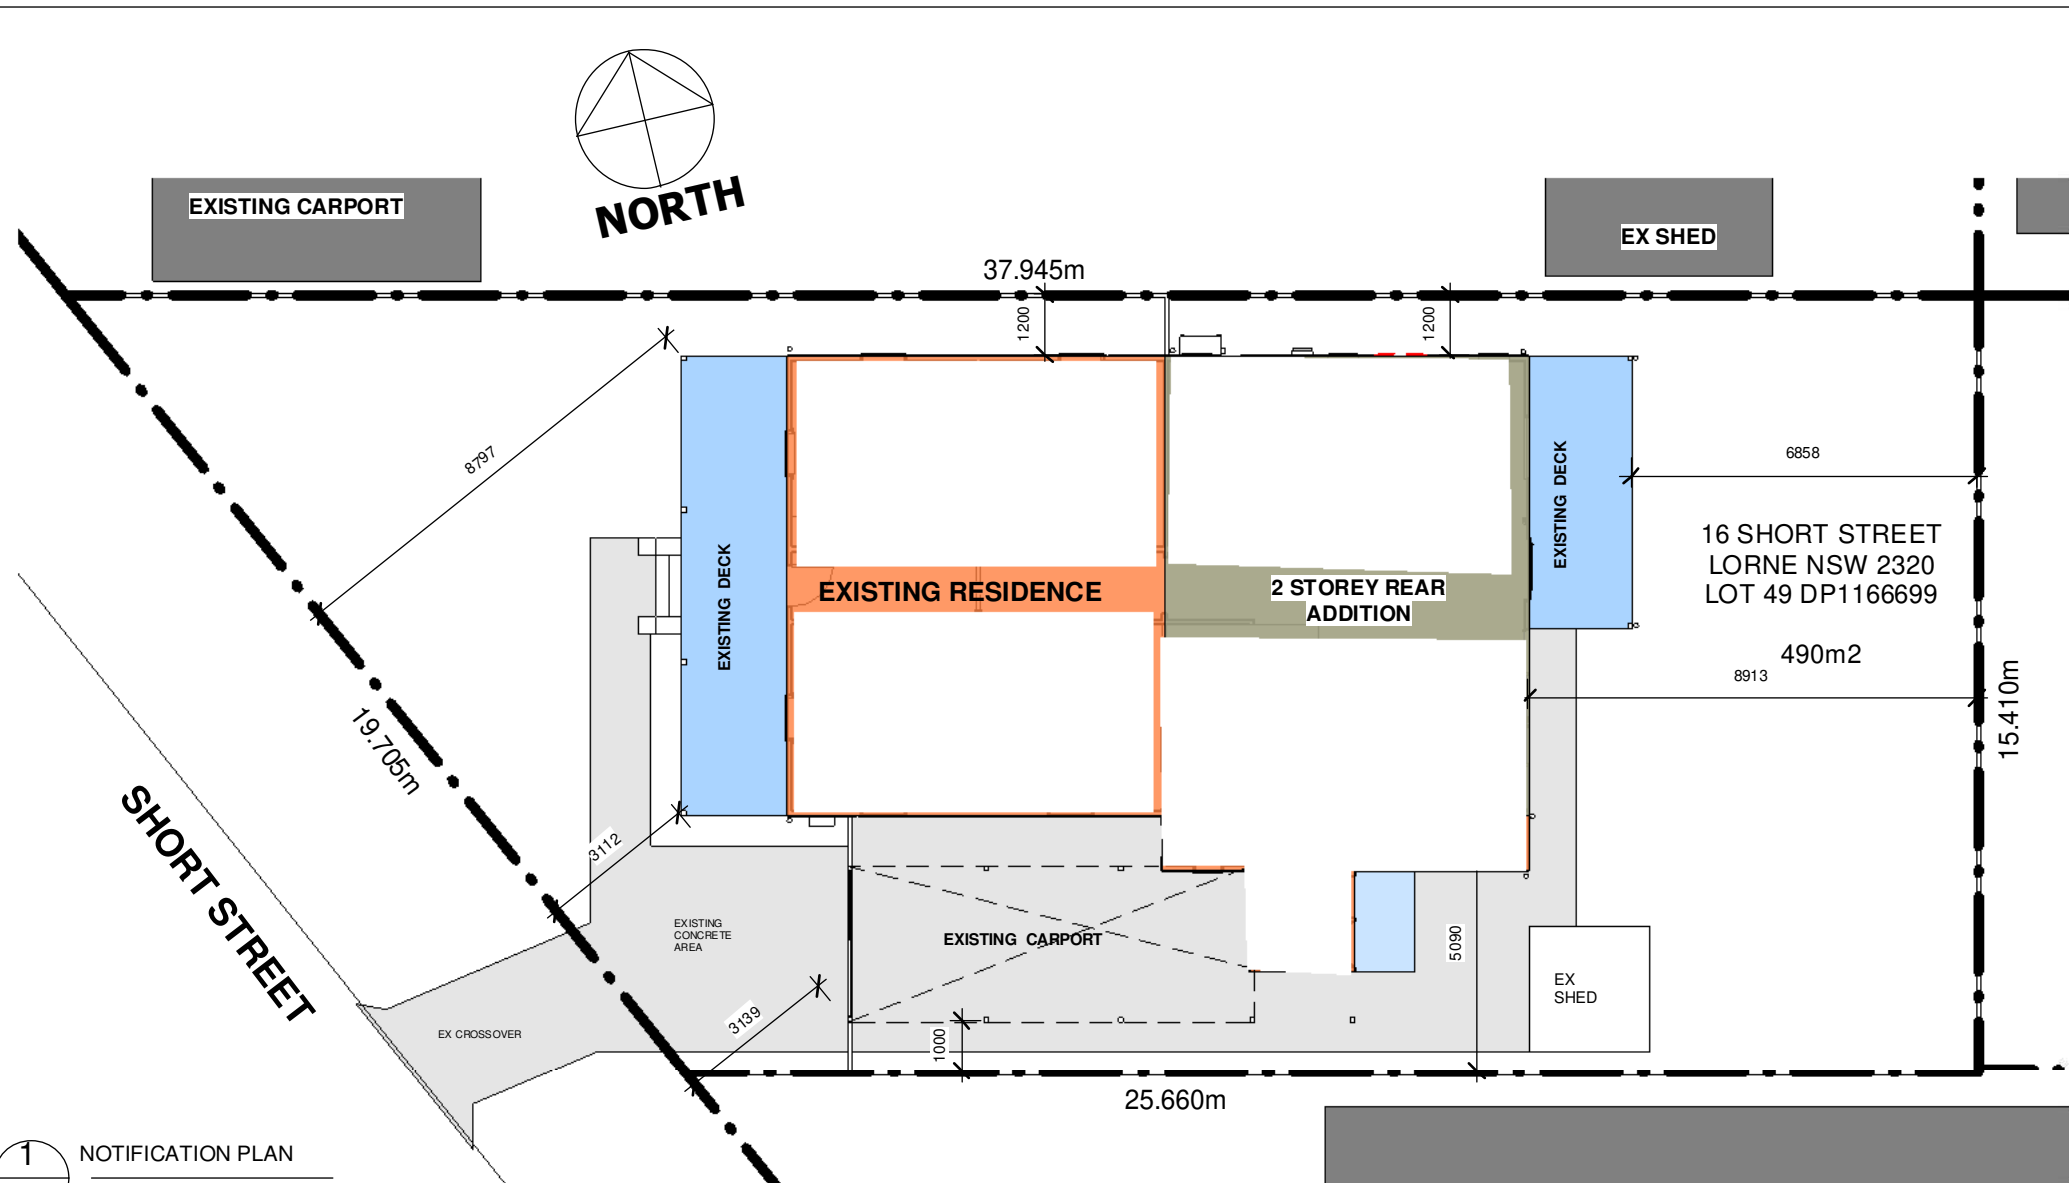 NORTH
EXISTING CARPORT
EX SHED
37.945m
1200
1200
8797
6858
EXISTING DECK
16 SHORT STREET
LORNE NSW 2320
LOT 49 DP1166699
EXISTING DECK
EXISTING RESIDENCE
2 STOREY REAR
ADDITION
490m2
8913
15.410m
19.705m
SHORT STREET
3112
EXISTING
CONCRETE
AREA
EXISTING CARPORT
5090
EX
SHED
3139
1000
EX CROSSOVER
25.660m
1
NOTIFICATION PLAN